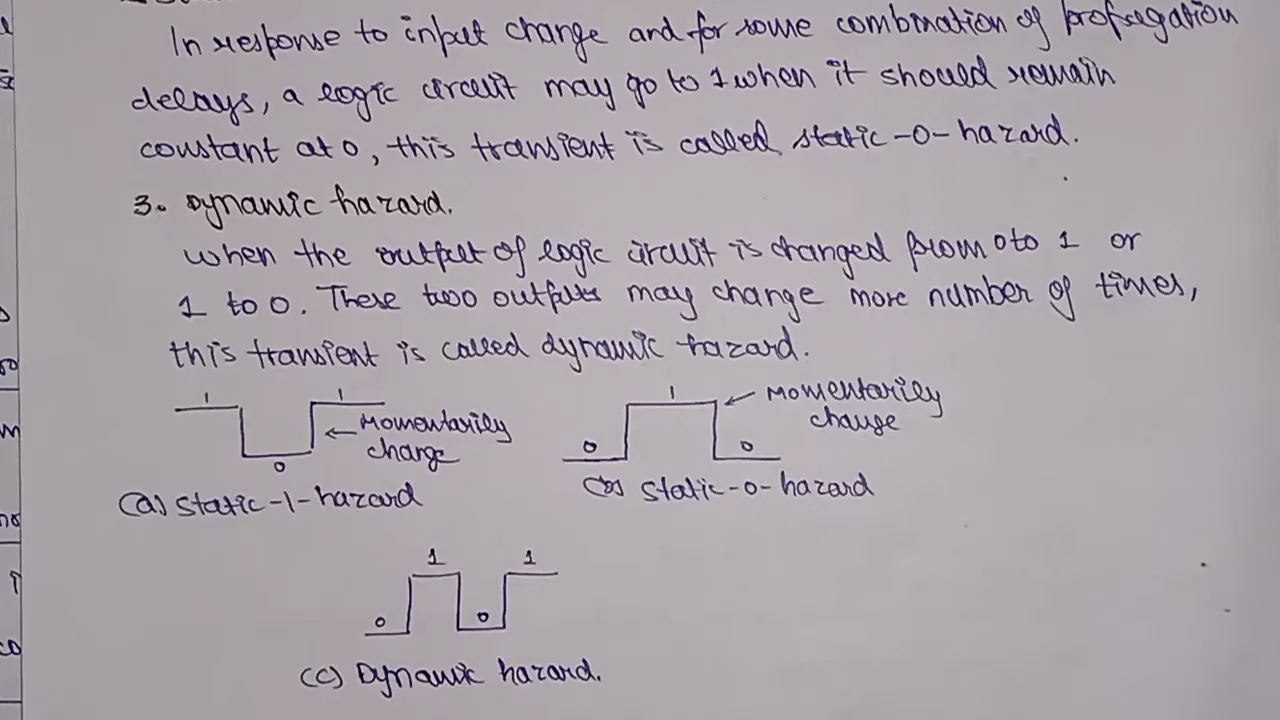 In response to input change and for some combination of propagation
delays, a logic circuit may go to 1 when it should remain
constant at 0, this transient is called static-0-hazard.
3. Dynamic hazard.
When the output of logic circuit is changed from 0 to 1 or
1 to 0. These two outputs may change more number of times,
this transient is called dynamic hazard.
1 1
0
Momentarily
change
(a) static-1-hazard
1
0 0
Momentarily
change
(b) static-0-hazard
1 1
0 0
(c) Dynamic hazard.